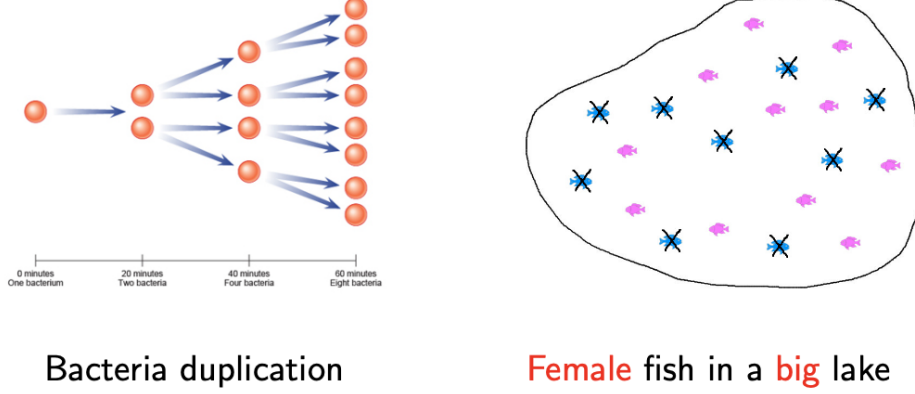 0 minutes
One bacterium
20 minutes
Two bacteria
40 minutes
Four bacteria
60 minutes
Eight bacteria
Bacteria duplication
Female fish in a big lake